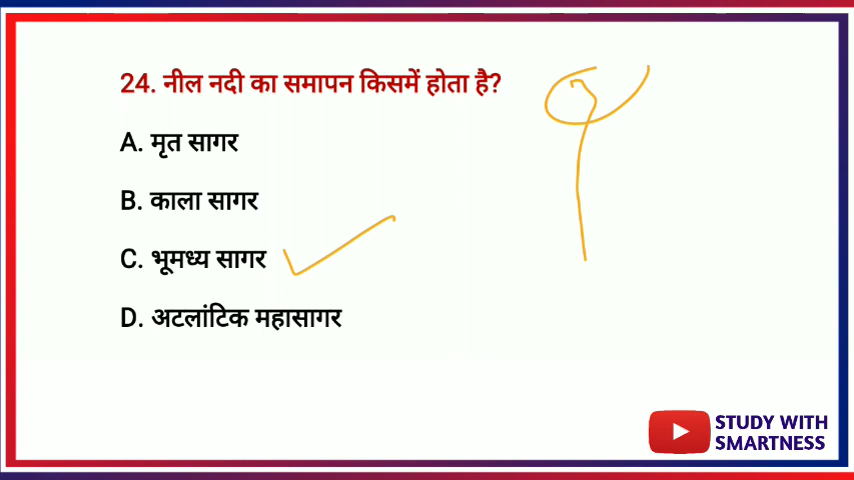 24. नील नदी का समापन किसमें होता है?
A. मृत सागर
B. काला सागर
C. भूमध्य सागर
D. अटलांटिक महासागर
STUDY WITH
SMARTNESS